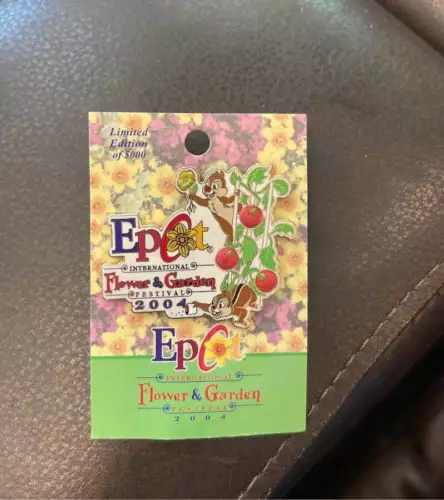 Limited
Edition
of 5000
Epcot®
INTERNATIONAL
Flower & Garden
FESTIVAL
2004
Epcot
INTERNATIONAL
Flower & Garden
FESTIVAL
2004